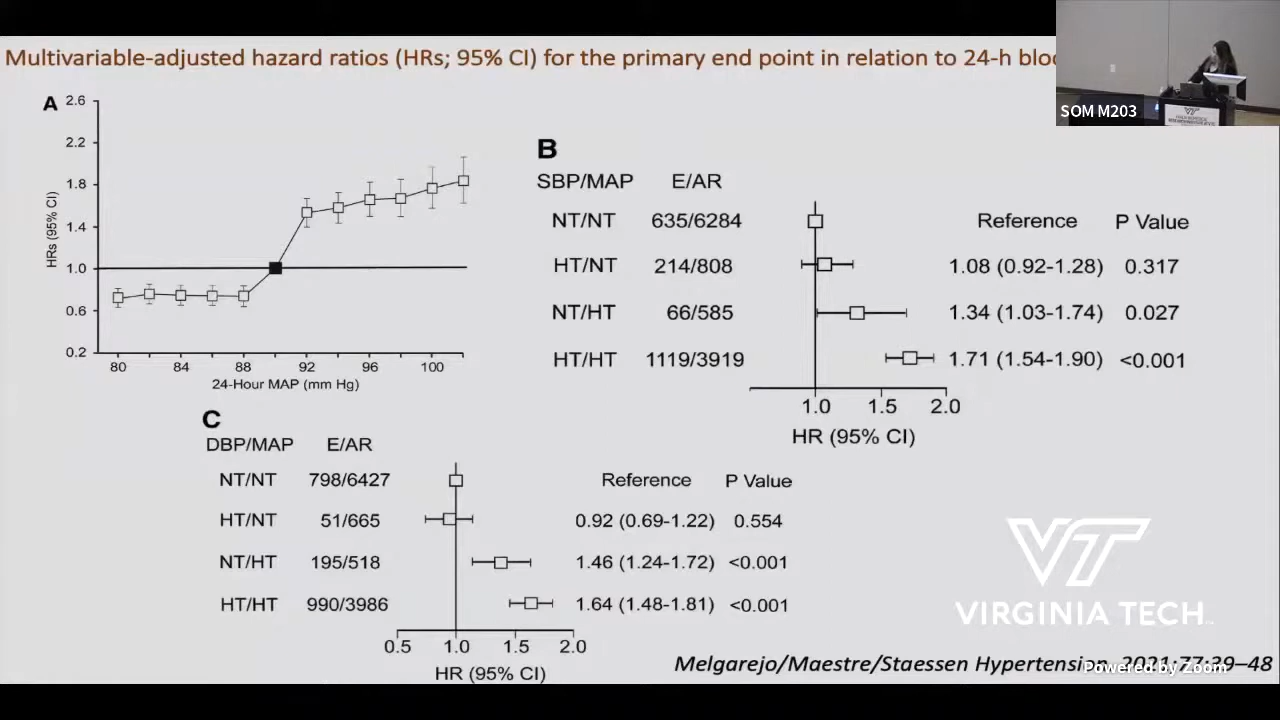 Multivariable-adjusted hazard ratios (HRs; 95% CI) for the primary end point in relation to 24-h
SOM M203
A
2.6
2.2
1.8
1.4
1.0
0.6
0.2
HRs (95% CI)
80 84 88 92 96 100
24-Hour MAP (mm Hg)
B
SBP/MAP E/AR
NT/NT 635/6284 Reference P Value
HT/NT 214/808 1.08 (0.92-1.28) 0.317
NT/HT 66/585 1.34 (1.03-1.74) 0.027
HT/HT 1119/3919 1.71 (1.54-1.90) <0.001
1.0 1.5 2.0
HR (95% CI)
C
DBP/MAP E/AR
NT/NT 798/6427 Reference P Value
HT/NT 51/665 0.92 (0.69-1.22) 0.554
NT/HT 195/518 1.46 (1.24-1.72) <0.001
HT/HT 990/3986 1.64 (1.48-1.81) <0.001
0.5 1.0 1.5 2.0
HR (95% CI)
VT
VIRGINIA TECH
Melgarejo/Maestre/Staessen Hypertension. 2021;77:39–48
Powered by Zoom